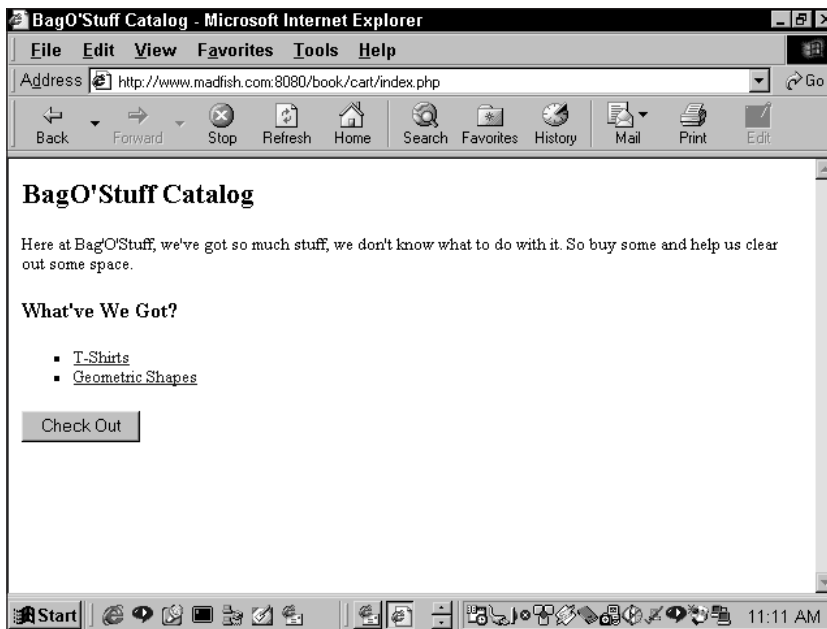 BagO'Stuff Catalog - Microsoft Internet Explorer
File Edit View Favorites Tools Help
Address http://www.madfish.com:8080/book/cart/index.php Go
Back Forward Stop Refresh Home Search Favorites History Mail Print Edit
BagO'Stuff Catalog
Here at Bag'O'Stuff, we've got so much stuff, we don't know what to do with it. So buy some and help us clear
out some space.
What've We Got?
T-Shirts
Geometric Shapes
Check Out
Start 11:11 AM